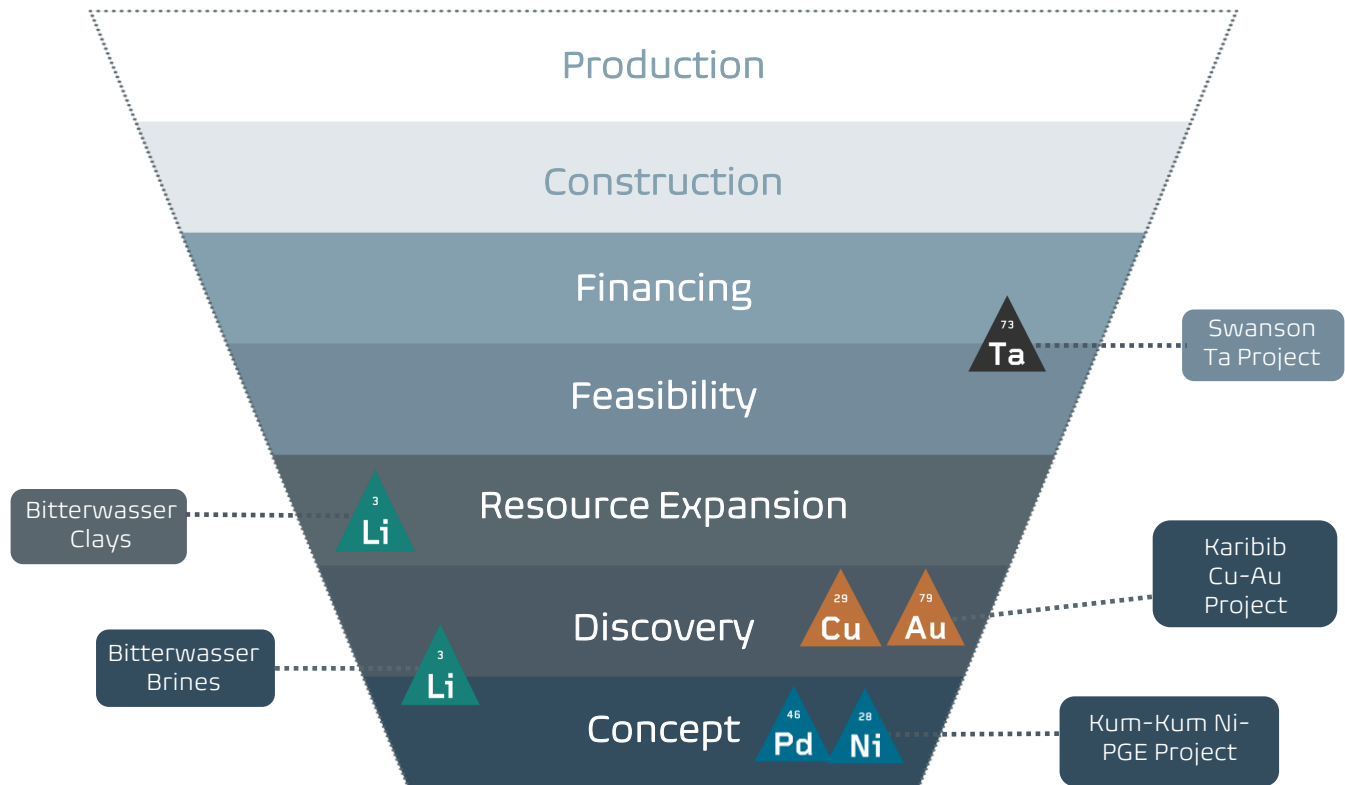 Production
Construction
Financing
73
Ta
Swanson
Ta Project
Feasibility
Bitterwasser
Clays
3
Li
Resource Expansion
Karibib
Cu-Au
Project
29
Cu
79
Au
Discovery
Bitterwasser
Brines
3
Li
Concept
46
Pd
28
Ni
Kum-Kum Ni-
PGE Project